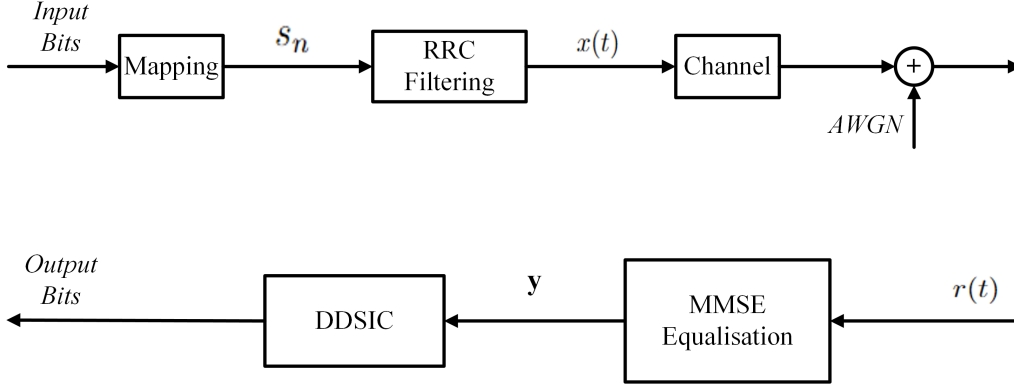 Input
Bits
Mapping
s_n
RRC
Filtering
x(t)
Channel
+
AWGN
Output
Bits
DDSIC
y
MMSE
Equalisation
r(t)